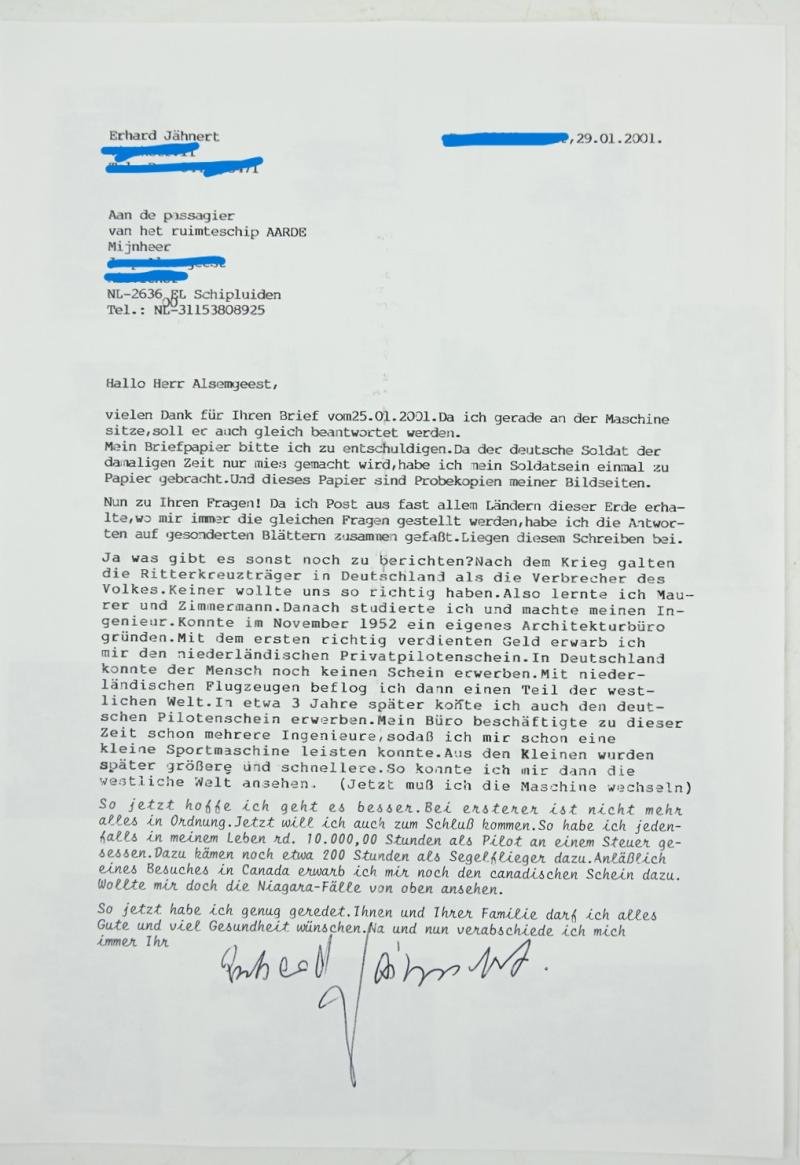 Erhard Jähnert
,29.01.2001.
Aan de passagier
van het ruimteschip AARDE
Mijnheer
NL-2636 EL Schipluiden
00
Tel.: NL-31153808925
Hallo Herr Alsemgeest,
vielen Dank für Ihren Brief vom25.01.2001.Da ich gerade an der Maschine
sitze,soll er auch gleich beantwortet werden.
Mein Briefpapier bitte ich zu entschuldigen.Da der deutsche Soldat der
damaligen Zeit nur mies gemacht wird,habe ich mein Soldatsein einmal zu
Papier gebracht.Und dieses Papier sind Probekopien meiner Bildseiten.
Nun zu Ihren Fragen! Da ich Post aus fast allem Ländern dieser Erde erha-
lte,wo mir immer die gleichen Fragen gestellt werden,habe ich die Antwor-
ten auf gesonderten Blättern zusammen gefaßt.Liegen diesem Schreiben bei.
Ja was gibt es sonst noch zu berichten?Nach dem Krieg galten
die Ritterkreuzträger in Deutschland als die Verbrecher des
Volkes.Keiner wollte uns so richtig haben.Also lernte ich Mau-
rer und Zimmermann.Danach studierte ich und machte meinen In-
genieur.Konnte im November 1952 ein eigenes Architekturbüro
gründen.Mit dem ersten richtig verdienten Geld erwarb ich
mir den niederländischen Privatpilotenschein.In Deutschland
konnte der Mensch noch keinen Schein erwerben.Mit nieder-
ländischen Flugzeugen beflog ich dann einen Teil der west-
lichen Welt.In etwa 3 Jahre später konnte ich auch den deut-
schen Pilotenschein erwerben.Mein Büro beschäftigte zu dieser
Zeit schon mehrere Ingenieure,sodaß ich mir schon eine
kleine Sportmaschine leisten konnte.Aus den Kleinen wurden
später größere und schnellere.So konnte ich mir dann die
westliche Welt ansehen. (Jetzt muß ich die Maschine wechseln)
So jetzt hoffe ich geht es besser.Bei ersterer ist nicht mehr
alles in Ordnung.Jetzt will ich auch zum Schluß kommen.So habe ich jeden-
falls in meinem Leben rd. 10.000,00 Stunden als Pilot an einem Steuer ge-
sessen.Dazu kämen noch etwa 200 Stunden als Segelflieger dazu.Anläßlich
eines Besuches in Canada erwarb ich mir noch den canadischen Schein dazu.
Wollte mir doch die Niagara-Fälle von oben ansehen.
So jetzt habe ich genug geredet.Ihnen und Ihrer Familie darf ich alles
Gute und viel Gesundheit wünschen.Na und nun verabschiede ich mich
immer Ihr
Erhard Jähnert.